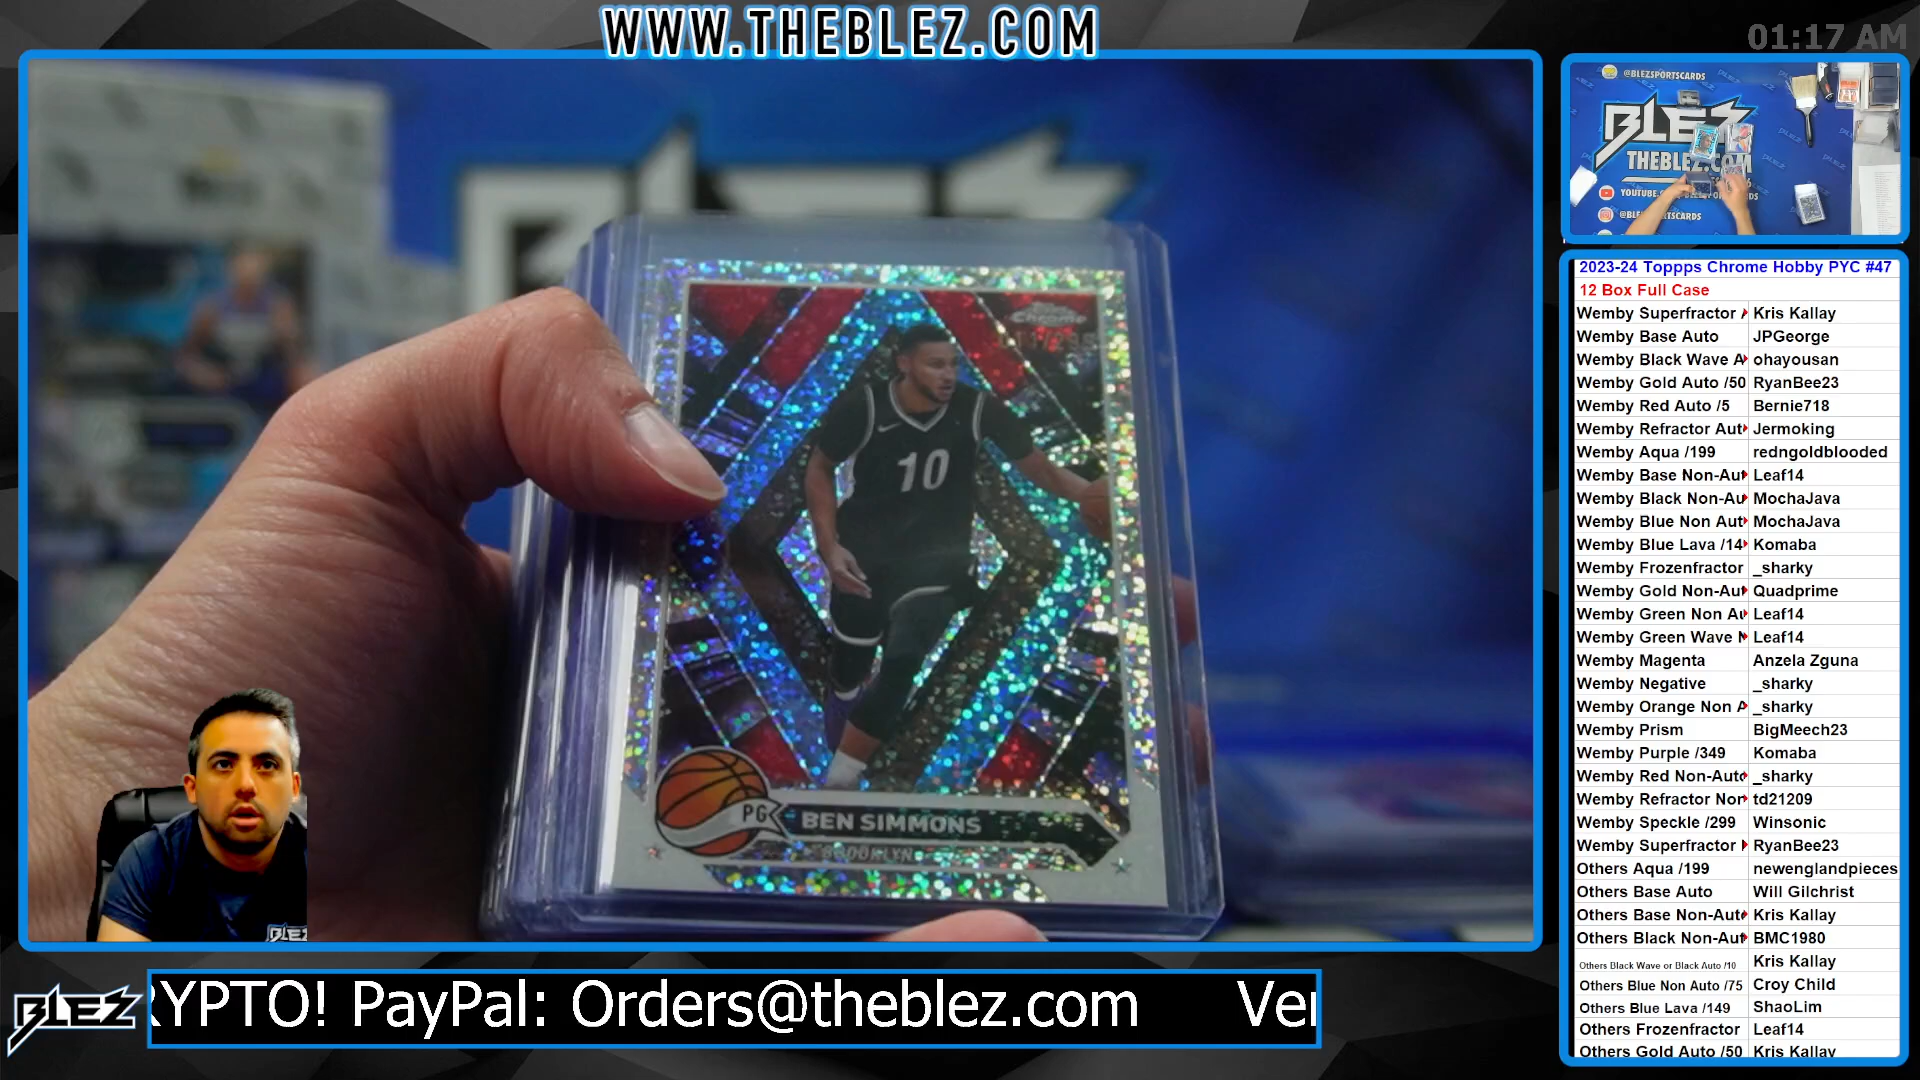 WWW.THEBLEZ.COM
01:17 AM
@BLEZSPORTSCARDS
BLEZ
THEBLEZ.COM
Chrome
10
PG
BEN SIMMONS
BROOKLYN
BLEZ
2023-24 Toppps Chrome Hobby PYC #47
12 Box Full Case
Wemby Superfractor Kris Kallay
Wemby Base Auto JPGeorge
Wemby Black Wave A ohayousan
Wemby Gold Auto /50 RyanBee23
Wemby Red Auto /5 Bernie718
Wemby Refractor Aut Jermoking
Wemby Aqua /199 redngoldblooded
Wemby Base Non-Au Leaf14
Wemby Black Non-Au MochaJava
Wemby Blue Non Aut MochaJava
Wemby Blue Lava /14 Komaba
Wemby Frozenfractor _sharky
Wemby Gold Non-Au Quadprime
Wemby Green Non Au Leaf14
Wemby Green Wave Leaf14
Wemby Magenta Anzela Zguna
Wemby Negative _sharky
Wemby Orange Non A _sharky
Wemby Prism BigMeech23
Wemby Purple /349 Komaba
Wemby Red Non-Auto _sharky
Wemby Refractor Non td21209
Wemby Speckle /299 Winsonic
Wemby Superfractor RyanBee23
Others Aqua /199 newenglandpieces
Others Base Auto Will Gilchrist
Others Base Non-Auto Kris Kallay
Others Black Non-Aut BMC1980
Others Black Wave or Black Auto /10 Kris Kallay
Others Blue Non Auto /75 Croy Child
Others Blue Lava /149 ShaoLim
Others Frozenfractor Leaf14
Others Gold Auto /50 Kris Kallay
BLEZ
RYPTO! PayPal: Orders@theblez.com Ver